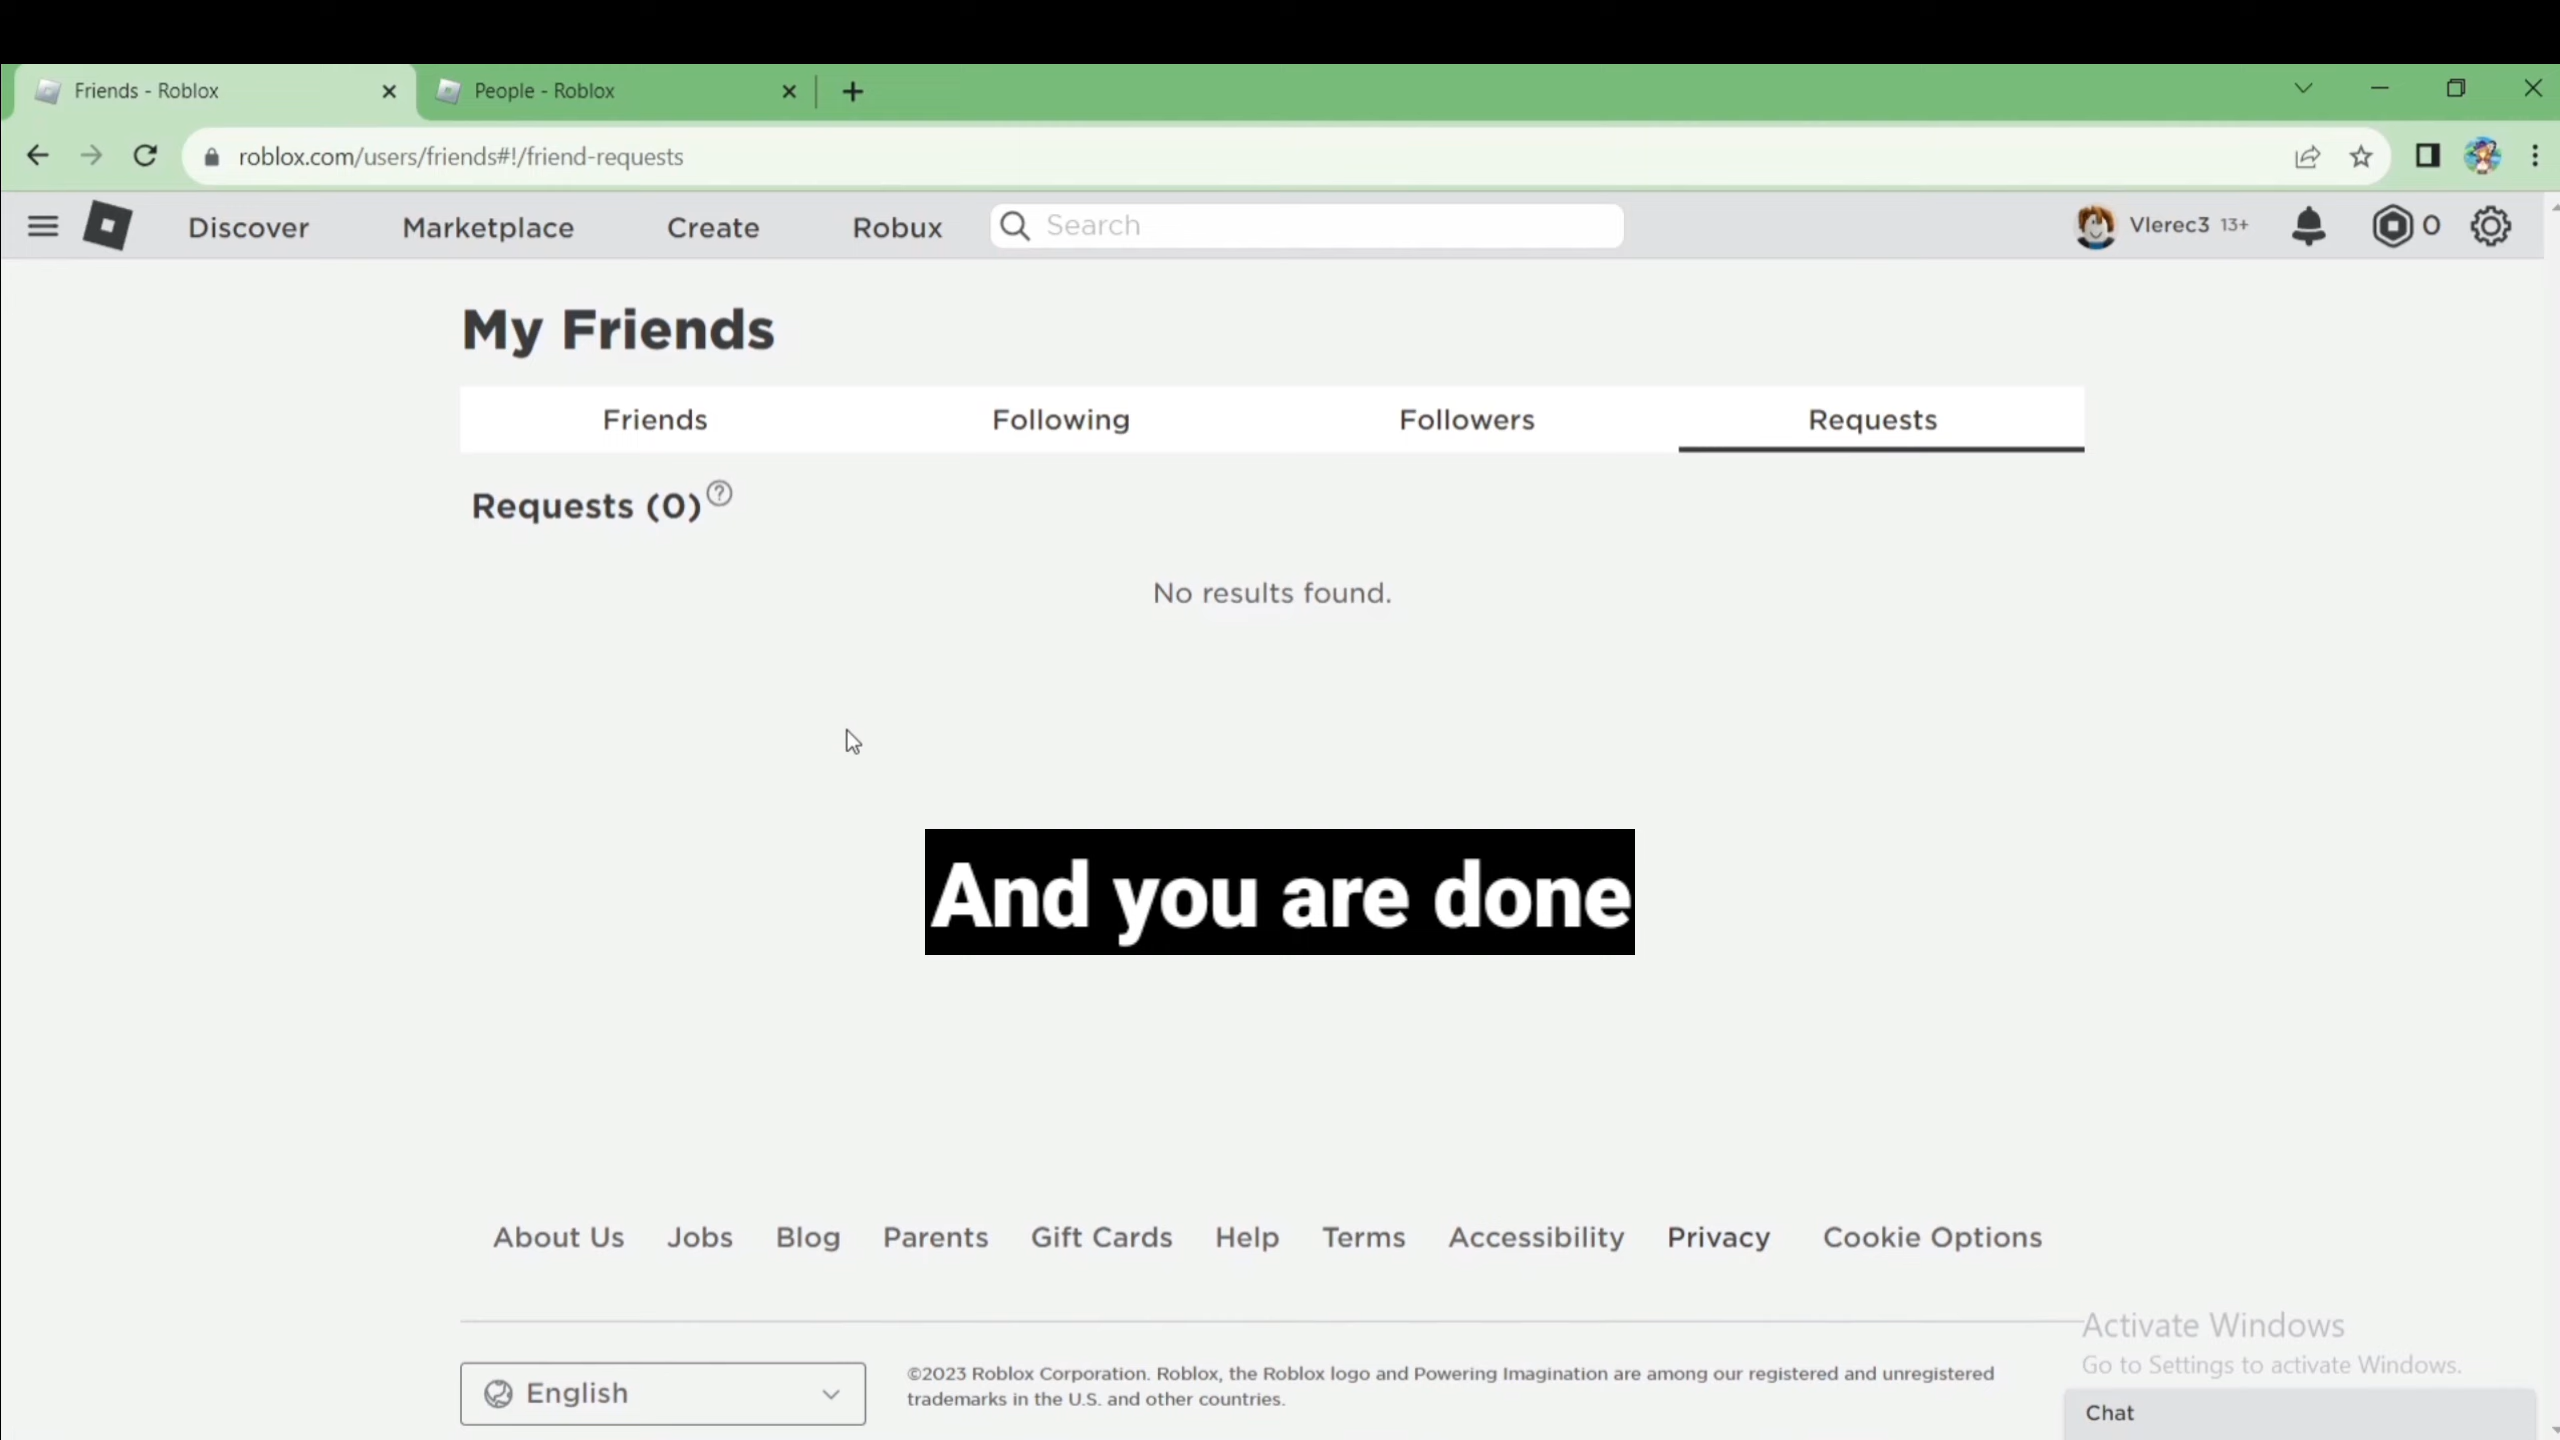 Friends - Roblox
People - Roblox
roblox.com/users/friends#!/friend-requests
Discover
Marketplace
Create
Robux
Search
Vlerec3 13+
0
My Friends
Friends
Following
Followers
Requests
Requests (0)
No results found.
And you are done
About Us
Jobs
Blog
Parents
Gift Cards
Help
Terms
Accessibility
Privacy
Cookie Options
Activate Windows
Go to Settings to activate Windows.
English
©2023 Roblox Corporation. Roblox, the Roblox logo and Powering Imagination are among our registered and unregistered
trademarks in the U.S. and other countries.
Chat